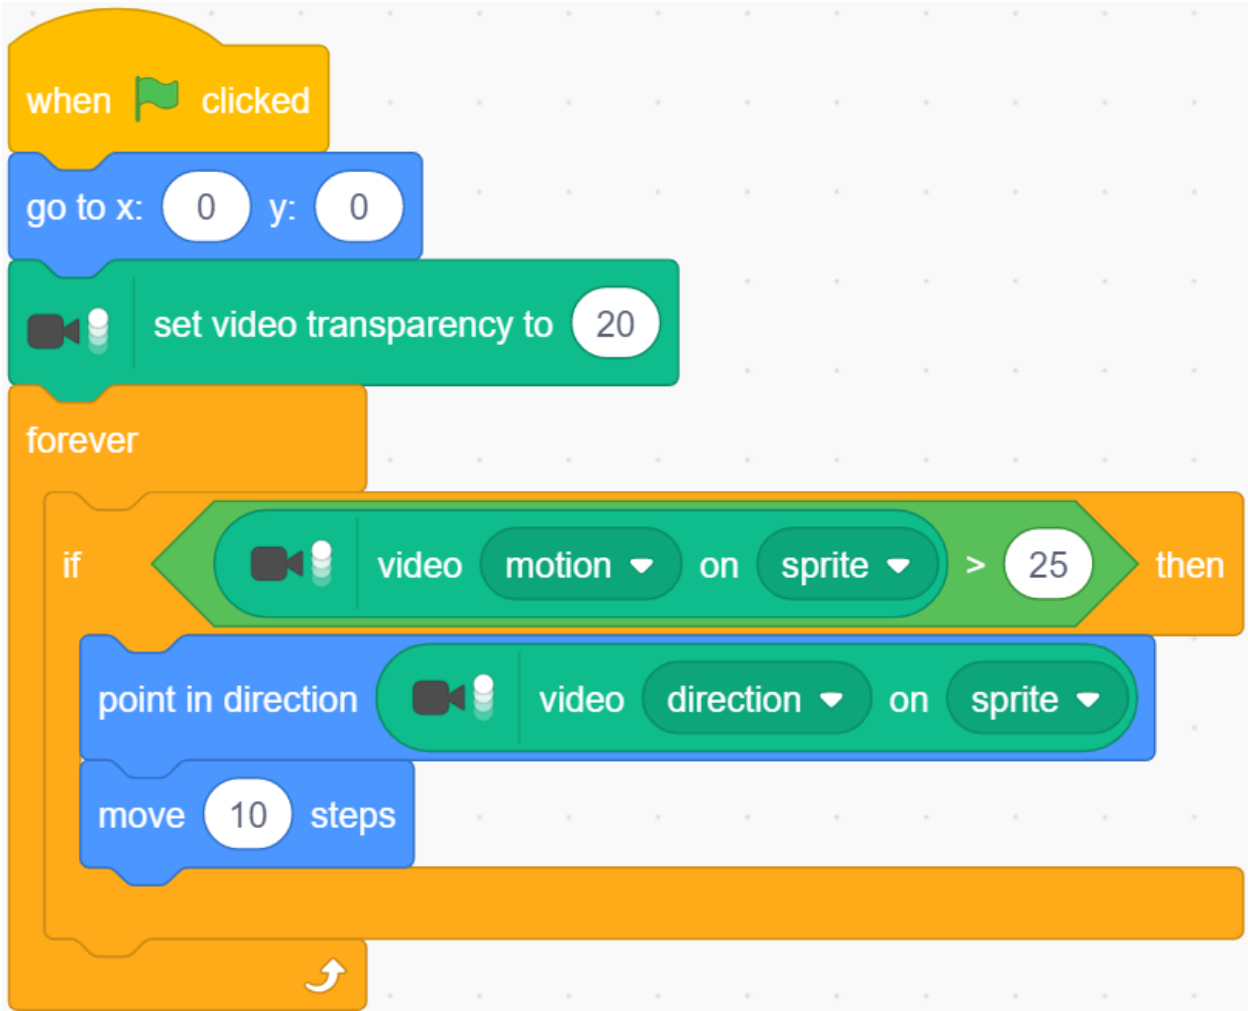 when clicked
go to x: 0 y: 0
set video transparency to 20
forever
if video motion on sprite > 25 then
point in direction video direction on sprite
move 10 steps